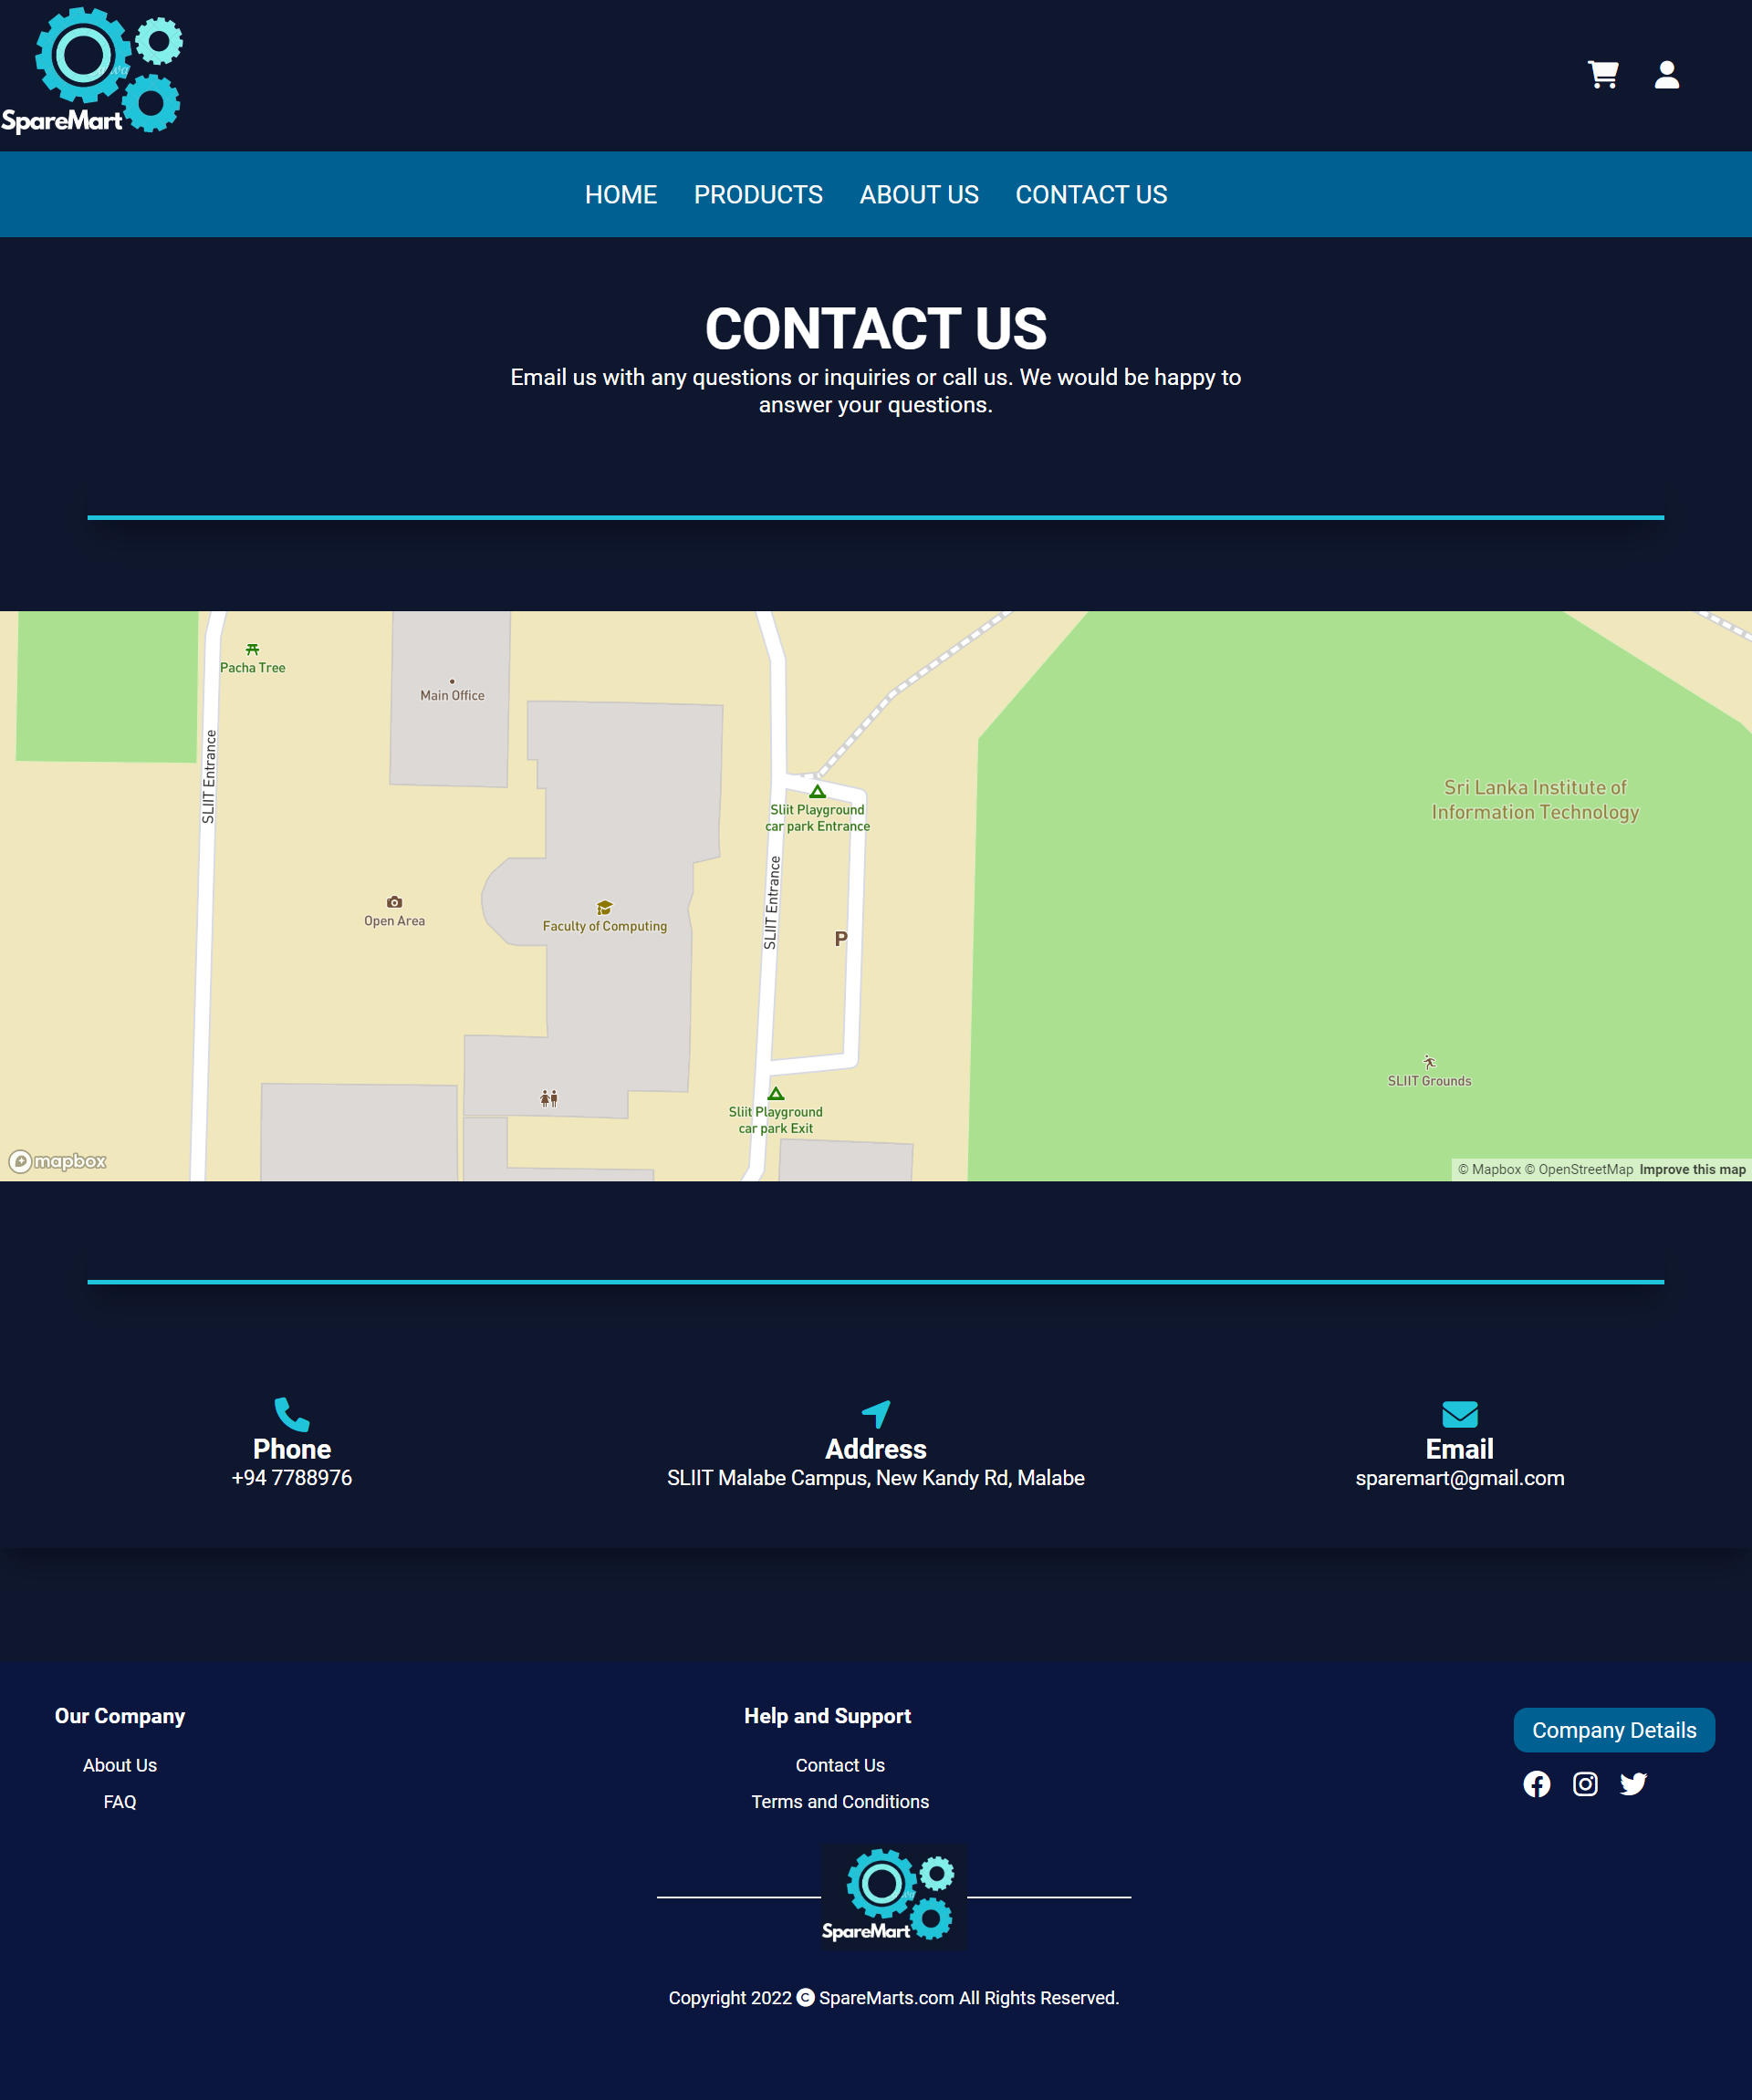 SpareMart
HOME PRODUCTS ABOUT US CONTACT US
CONTACT US
Email us with any questions or inquiries or call us. We would be happy to
answer your questions.
Pacha Tree
Main Office
SLIIT Entrance
Sliit Playground
car park Entrance
Sri Lanka Institute of
Information Technology
SLIIT Entrance
Open Area
Faculty of Computing
P
SLIIT Grounds
Sliit Playground
car park Exit
mapbox
© Mapbox © OpenStreetMap Improve this map
Phone
+94 7788976
Address
SLIIT Malabe Campus, New Kandy Rd, Malabe
Email
sparemart@gmail.com
Our Company
About Us
FAQ
Help and Support
Contact Us
Terms and Conditions
Company Details
SpareMart
Copyright 2022 © SpareMarts.com All Rights Reserved.